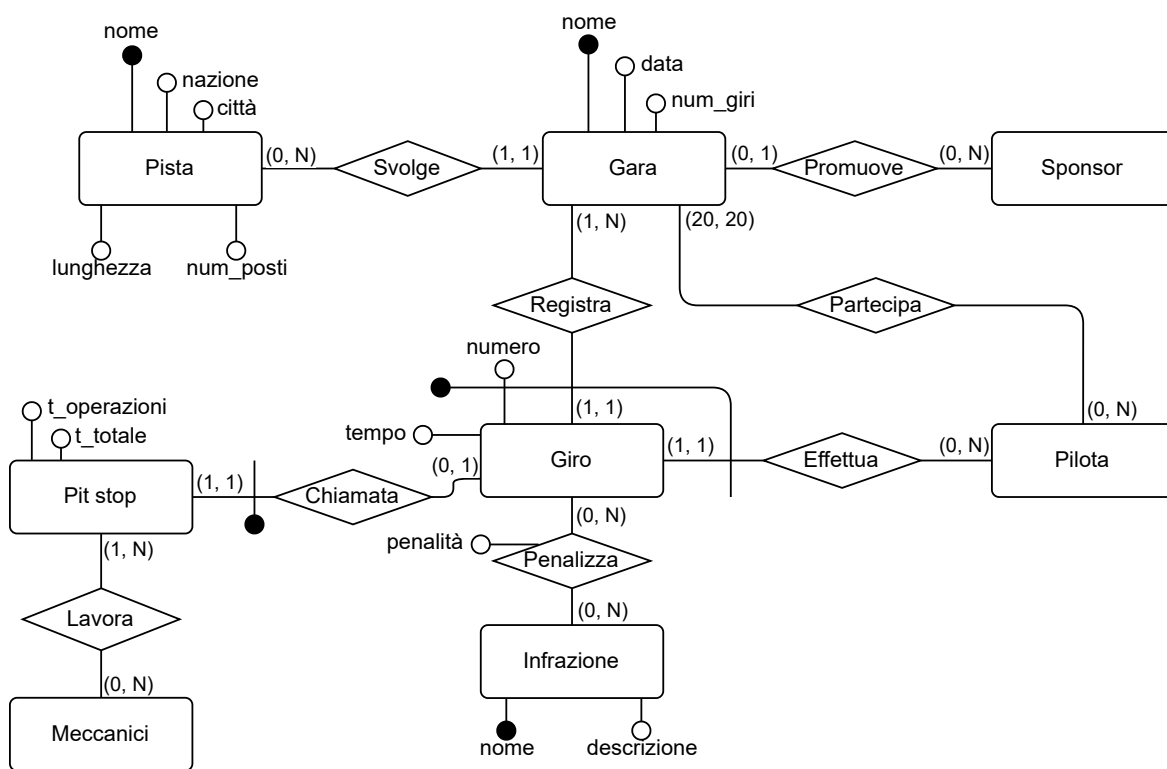 nome
nazione
città
Pista
lunghezza
num_posti
(0, N)
Svolge
(1, 1)
nome
data
num_giri
Gara
(0, 1)
Promuove
(0, N)
Sponsor
(1, N)
(20, 20)
Registra
Partecipa
numero
tempo
(1, 1)
(0, N)
Giro
(1, 1)
Effettua
(0, N)
Pilota
t_operazioni
t_totale
Pit stop
(1, 1)
Chiamata
(0, 1)
(1, N)
(0, N)
penalità
Penalizza
Lavora
(0, N)
Infrazione
(0, N)
Meccanici
nome
descrizione